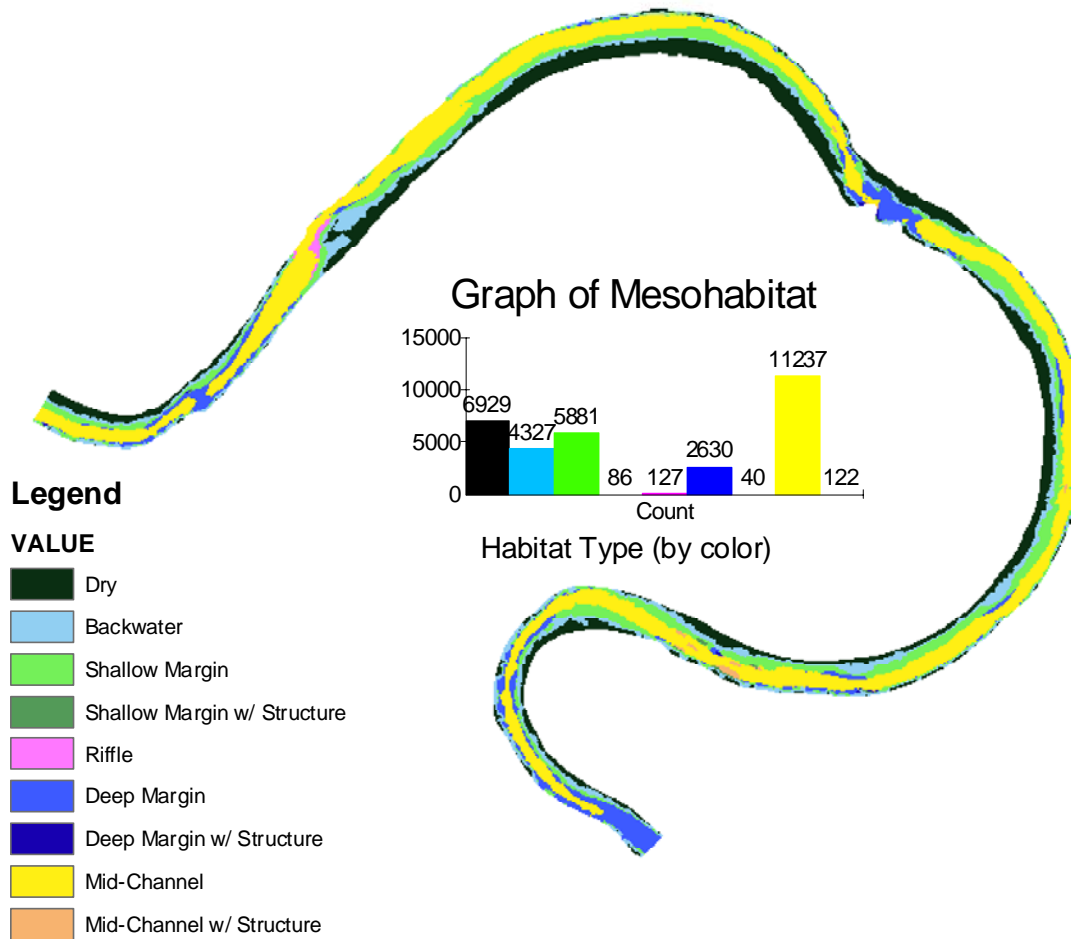 Graph of Mesohabitat
15000
10000
5000
0
6929
4327
5881
86
127
2630
40
11237
122
Count
Habitat Type (by color)
Legend
VALUE
Dry
Backwater
Shallow Margin
Shallow Margin w/ Structure
Riffle
Deep Margin
Deep Margin w/ Structure
Mid-Channel
Mid-Channel w/ Structure